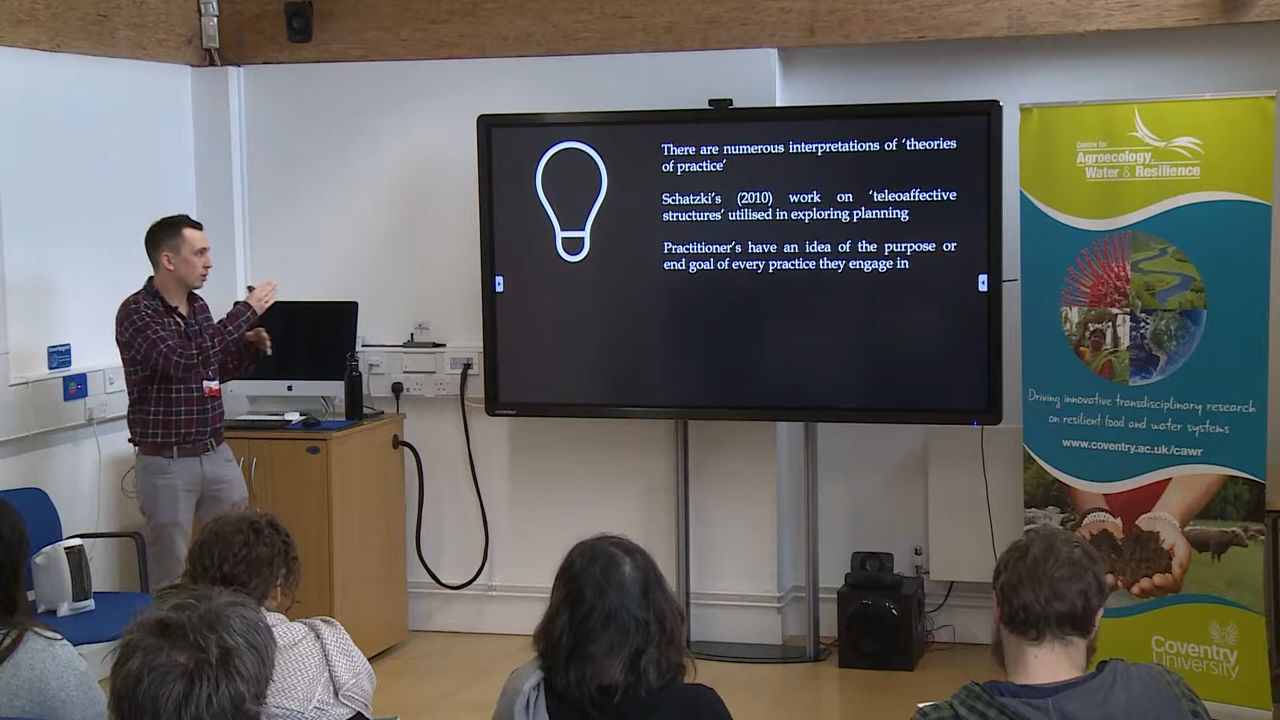 There are numerous interpretations of ‘theories
of practice’
Schatzki’s (2010) work on ‘teleoaffective
structures’ utilised in exploring planning
Practitioner’s have an idea of the purpose or
end goal of every practice they engage in
Centre for
Agroecology,
Water & Resilience
Driving innovative transdisciplinary research
on resilient food and water systems
www.coventry.ac.uk/cawr
Coventry
University